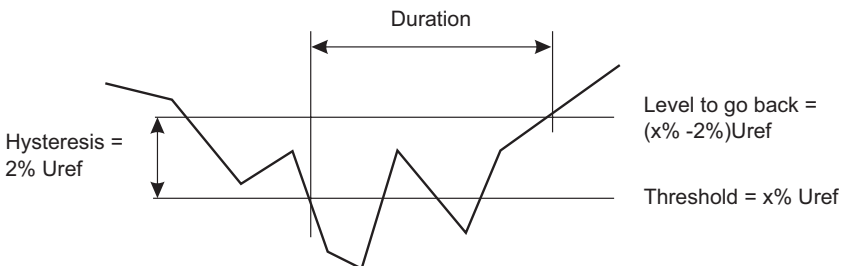 Duration
Level to go back =
(x% -2%)Uref
Hysteresis =
2% Uref
Threshold = x% Uref